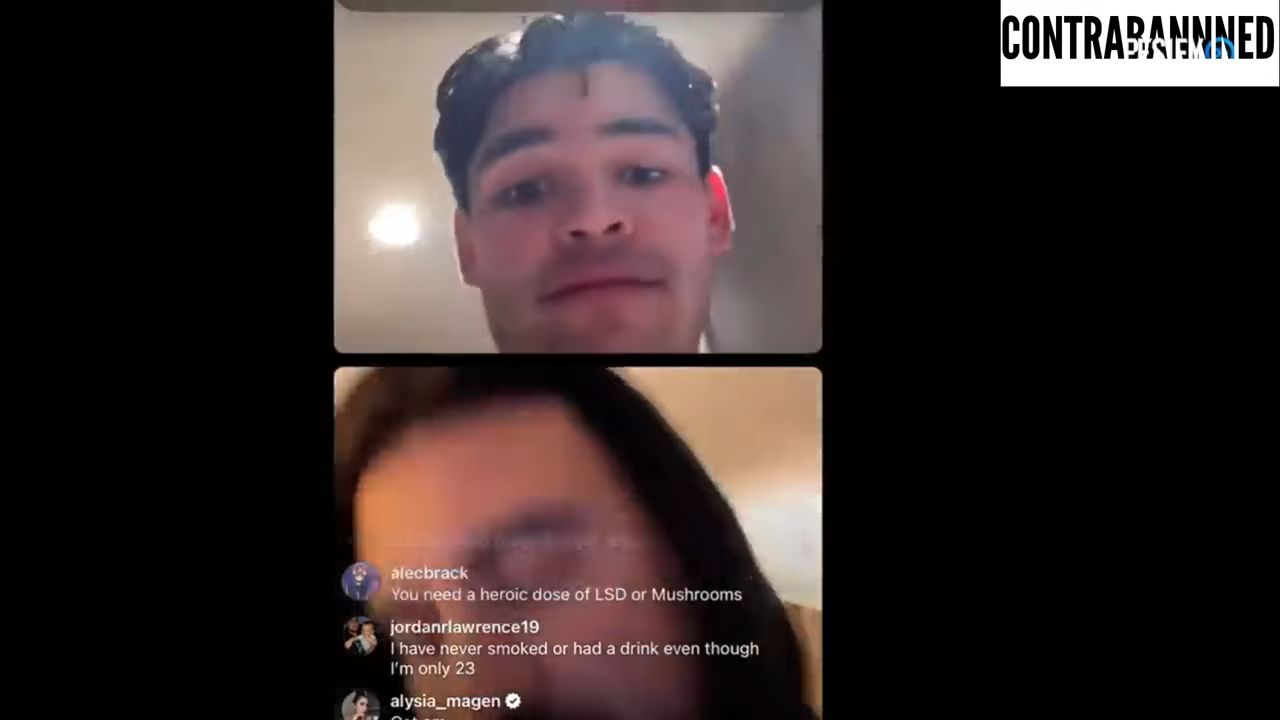 CONTRABANNNED
alecbrack
You need a heroic dose of LSD or Mushrooms
jordanrlawrence19
I have never smoked or had a drink even though
I'm only 23
alysia_magen